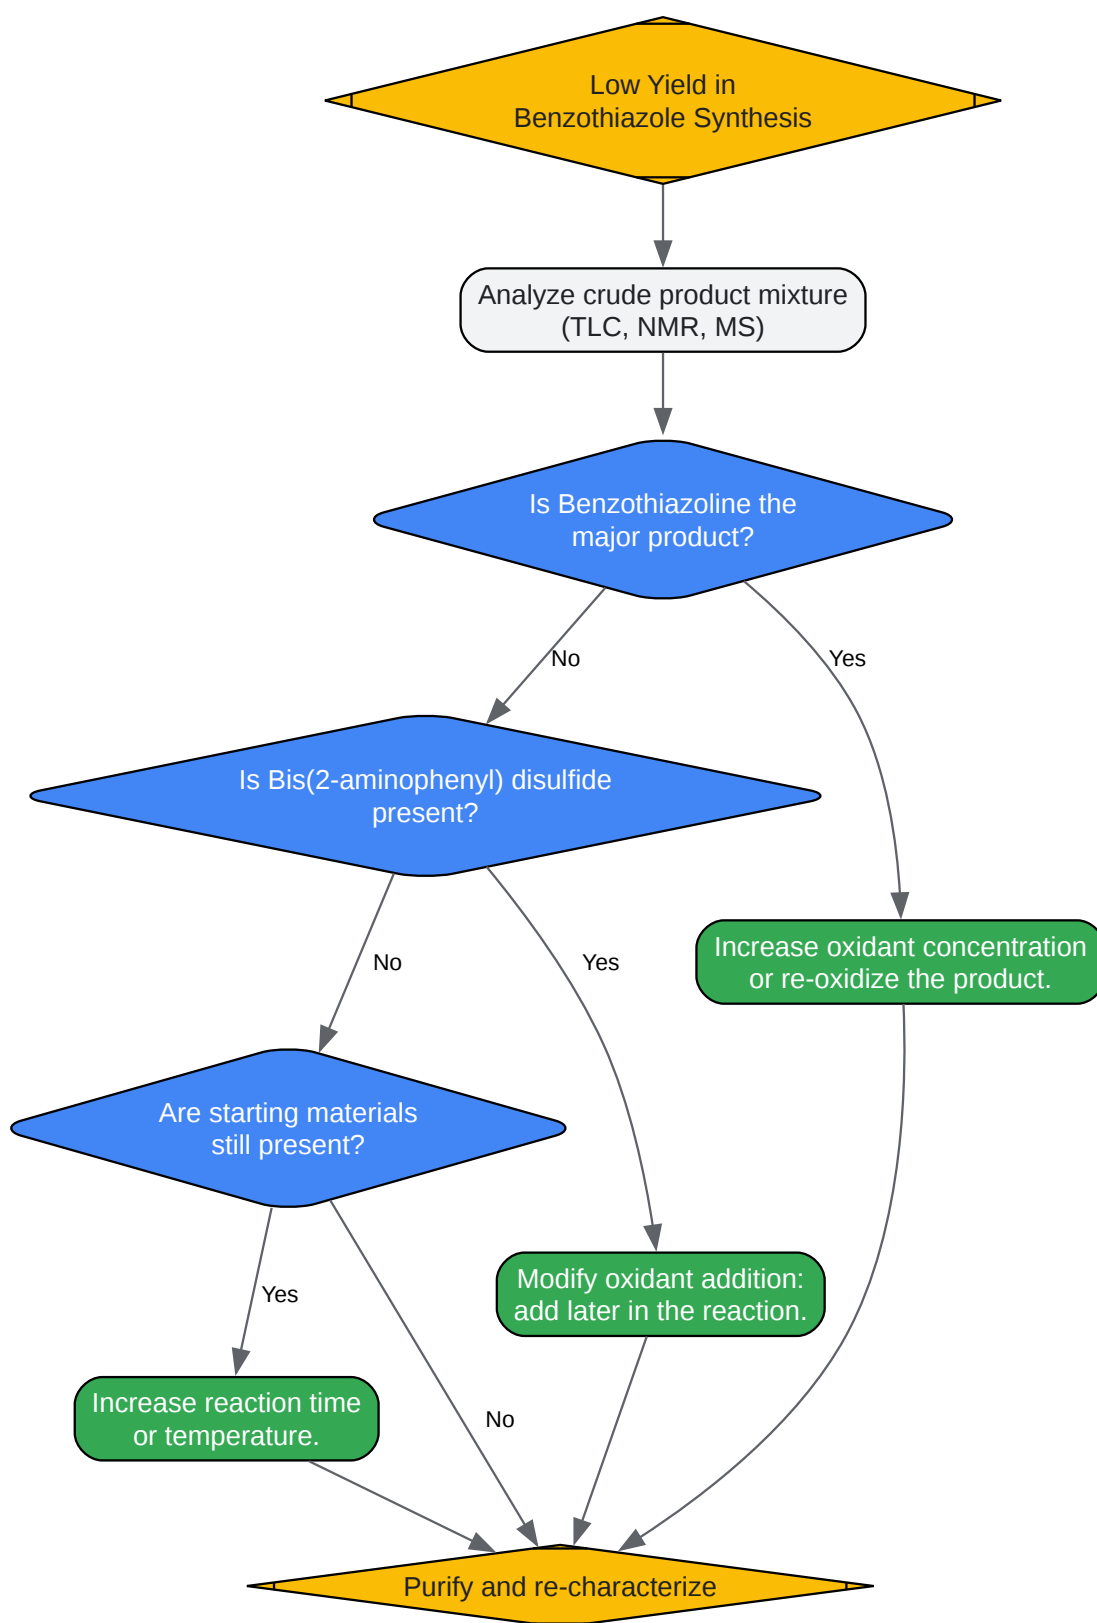 Low Yield in
Benzothiazole Synthesis
Analyze crude product mixture
(TLC, NMR, MS)
Is Benzothiazoline the
major product?
No
Yes
Is Bis(2-aminophenyl) disulfide
present?
Increase oxidant concentration
or re-oxidize the product.
No
Yes
Are starting materials
still present?
Modify oxidant addition:
add later in the reaction.
Yes
Increase reaction time
or temperature.
No
Purify and re-characterize